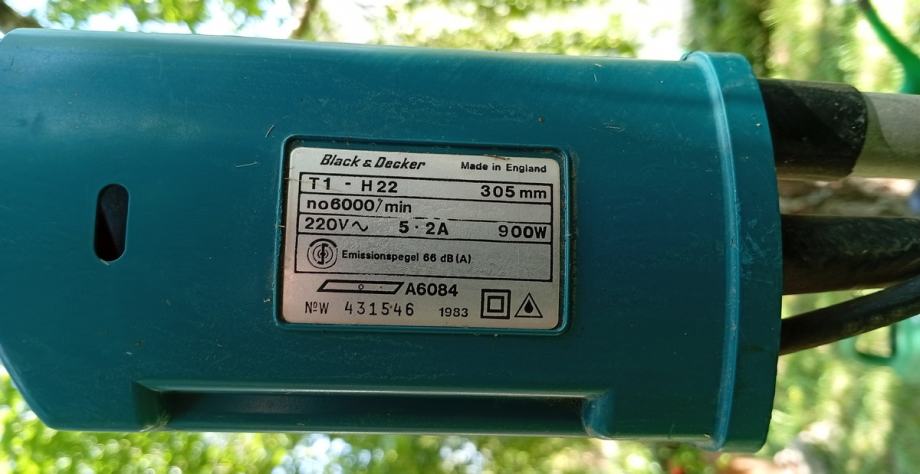 Black & Decker Made in England
T1 - H22 305 mm
no6000/min
220V~ 5·2A 900W
Emissionspegel 66 dB(A)
A6084
NºW 431546 1983